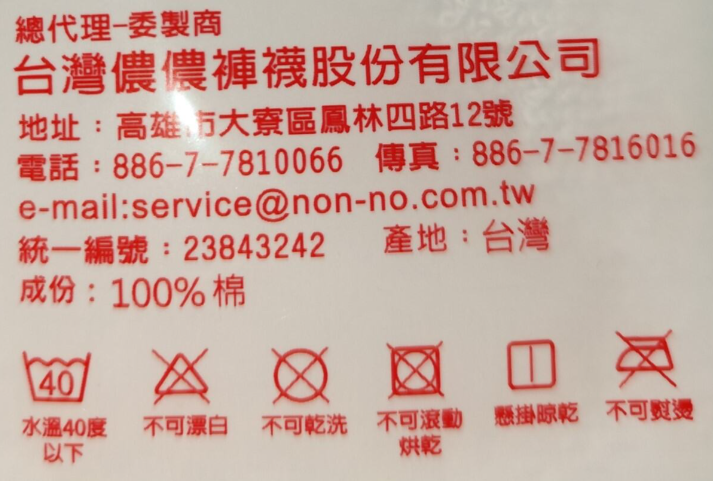 總代理-委製商
台灣儂儂褲襪股份有限公司
地址：高雄市大寮區鳳林四路12號
電話：886-7-7810066 傳真：886-7-7816016
e-mail:service@non-no.com.tw
統一編號：23843242 產地：台灣
成份：100%棉
40
水溫40度以下
不可漂白
不可乾洗
不可滾動烘乾
懸掛晾乾
不可熨燙